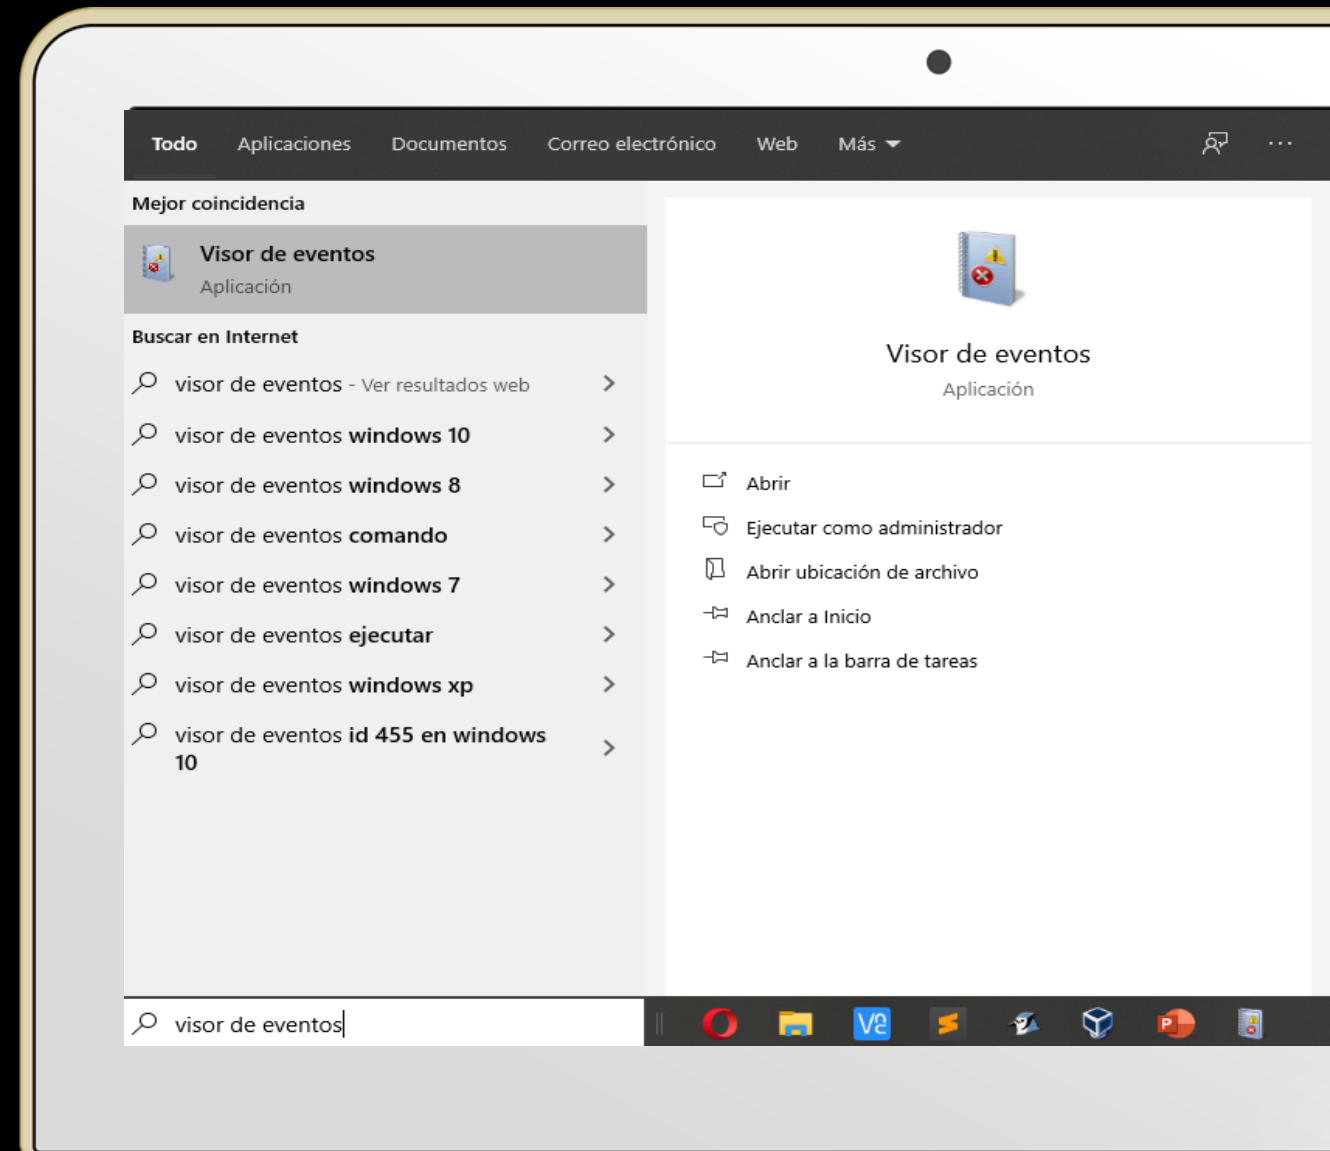 Todo Aplicaciones Documentos Correo electrónico Web Más
Mejor coincidencia
Visor de eventos
Aplicación
Buscar en Internet
visor de eventos - Ver resultados web
visor de eventos windows 10
visor de eventos windows 8
visor de eventos comando
visor de eventos windows 7
visor de eventos ejecutar
visor de eventos windows xp
visor de eventos id 455 en windows
10
Visor de eventos
Aplicación
Abrir
Ejecutar como administrador
Abrir ubicación de archivo
Anclar a Inicio
Anclar a la barra de tareas
visor de eventos
V2
P